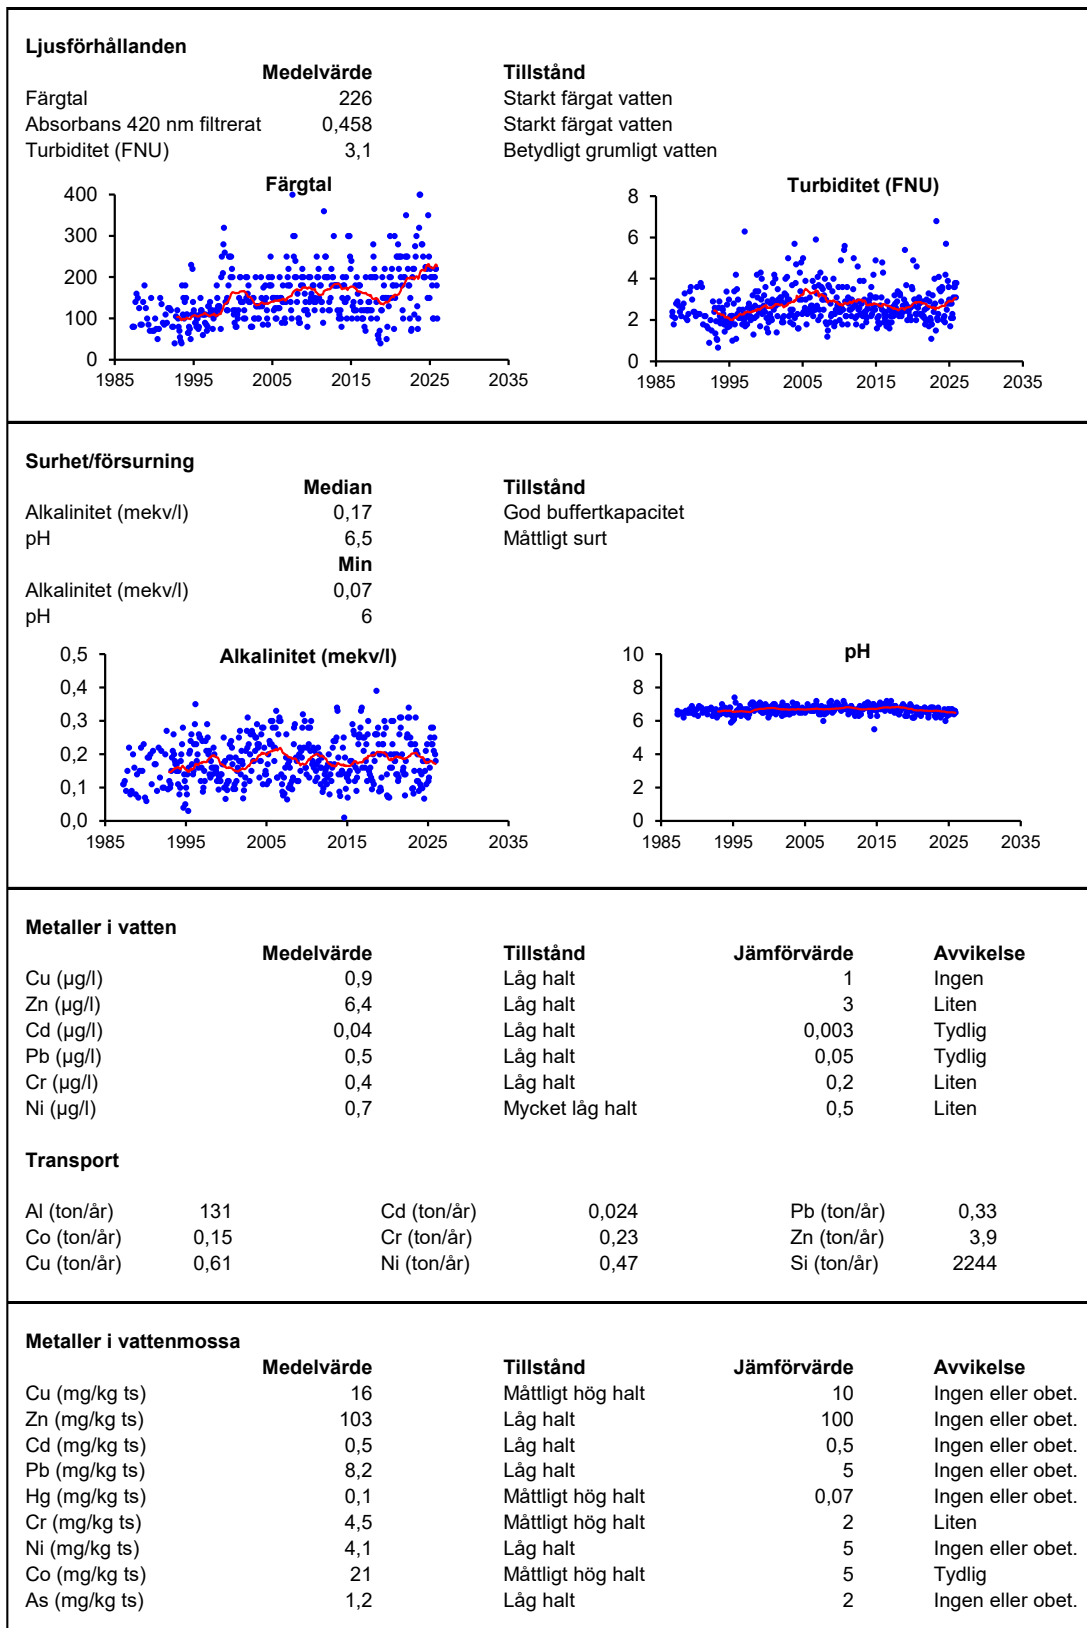 Ljusförhållanden
Medelvärde Tillstånd
Färgtal 226 Starkt färgat vatten
Absorbans 420 nm filtrerat 0,458 Starkt färgat vatten
Turbiditet (FNU) 3,1 Betydligt grumligt vatten
Färgtal
400
300
200
100
0
1985 1995 2005 2015 2025 2035
Turbiditet (FNU)
8
6
4
2
0
1985 1995 2005 2015 2025 2035
Surhet/försurning
Median Tillstånd
Alkalinitet (mekv/l) 0,17 God buffertkapacitet
pH 6,5 Måttligt surt
Min
Alkalinitet (mekv/l) 0,07
pH 6
Alkalinitet (mekv/l)
0,5
0,4
0,3
0,2
0,1
0,0
1985 1995 2005 2015 2025 2035
pH
10
8
6
4
2
0
1985 1995 2005 2015 2025 2035
Metaller i vatten
Medelvärde Tillstånd Jämförvärde Avvikelse
Cu (µg/l) 0,9 Låg halt 1 Ingen
Zn (µg/l) 6,4 Låg halt 3 Liten
Cd (µg/l) 0,04 Låg halt 0,003 Tydlig
Pb (µg/l) 0,5 Låg halt 0,05 Tydlig
Cr (µg/l) 0,4 Låg halt 0,2 Liten
Ni (µg/l) 0,7 Mycket låg halt 0,5 Liten
Transport
Al (ton/år) 131 Cd (ton/år) 0,024 Pb (ton/år) 0,33
Co (ton/år) 0,15 Cr (ton/år) 0,23 Zn (ton/år) 3,9
Cu (ton/år) 0,61 Ni (ton/år) 0,47 Si (ton/år) 2244
Metaller i vattenmossa
Medelvärde Tillstånd Jämförvärde Avvikelse
Cu (mg/kg ts) 16 Måttligt hög halt 10 Ingen eller obet.
Zn (mg/kg ts) 103 Låg halt 100 Ingen eller obet.
Cd (mg/kg ts) 0,5 Låg halt 0,5 Ingen eller obet.
Pb (mg/kg ts) 8,2 Låg halt 5 Ingen eller obet.
Hg (mg/kg ts) 0,1 Måttligt hög halt 0,07 Ingen eller obet.
Cr (mg/kg ts) 4,5 Måttligt hög halt 2 Liten
Ni (mg/kg ts) 4,1 Låg halt 5 Ingen eller obet.
Co (mg/kg ts) 21 Måttligt hög halt 5 Tydlig
As (mg/kg ts) 1,2 Låg halt 2 Ingen eller obet.